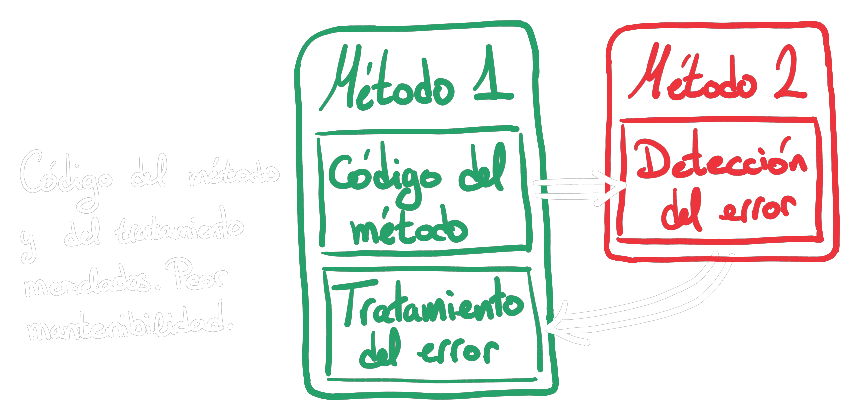 Código del método
y del tratamiento
mezclados. Peor
mantenibilidad.
Método 1
Código del
método
Tratamiento
del error
Método 2
Detección
del error